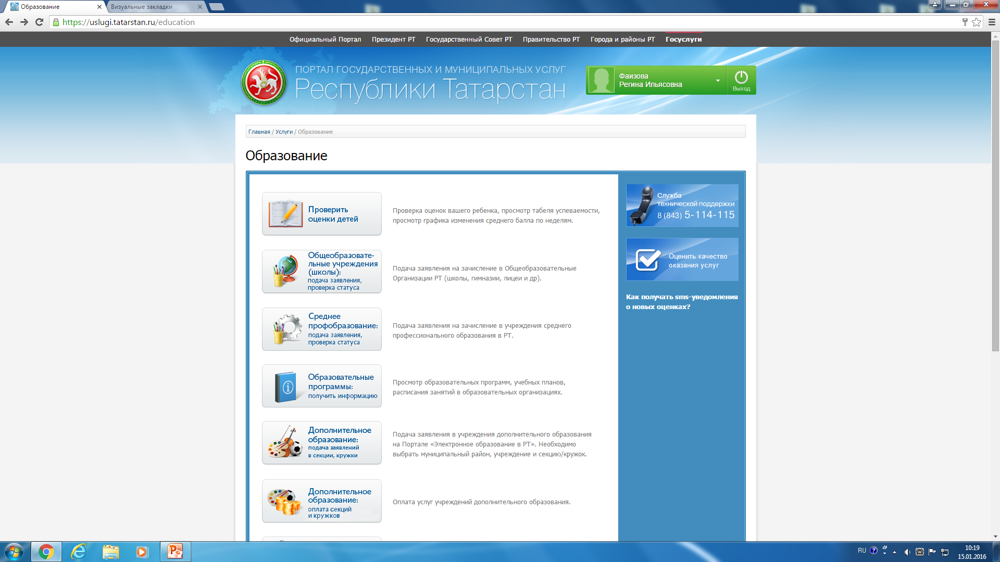 Образование
Визуальные закладки
https://uslugi.tatarstan.ru/education
Официальный Портал
Президент РТ
Государственный Совет РТ
Правительство РТ
Города и районы РТ
Госуслуги
ПОРТАЛ ГОСУДАРСТВЕННЫХ И МУНИЦИПАЛЬНЫХ УСЛУГ
Республики Татарстан
Фаизова
Регина Ильясовна
Выход
Главная / Услуги / Образование
Образование
Проверить
оценки детей
Проверка оценок вашего ребенка, просмотр табеля успеваемости,
просмотр графика изменения среднего балла по неделям.
Общеобразовате-
льные учреждения
(школы):
подача заявления,
проверка статуса
Подача заявления на зачисление в Общеобразовательные
Организации РТ (школы, гимназии, лицеи и др).
Среднее
профобразование:
подача заявления,
проверка статуса
Подача заявления на зачисление в учреждения среднего
профессионального образования в РТ.
Образовательные
программы:
получить информацию
Просмотр образовательных программ, учебных планов,
расписания занятий в образовательных организациях.
Дополнительное
образование:
подача заявлений
в секции, кружки
Подача заявления в учреждения дополнительного образования
на Портале «Электронное образование в РТ». Необходимо
выбрать муниципальный район, учреждение и секцию/кружок.
Дополнительное
образование:
оплата секций
и кружков
Оплата услуг учреждений дополнительного образования.
Служба
технической поддержки
8 (843) 5-114-115
Оценить качество
оказания услуг
Как получать sms-уведомления
о новых оценках?
RU
10:19
15.01.2016